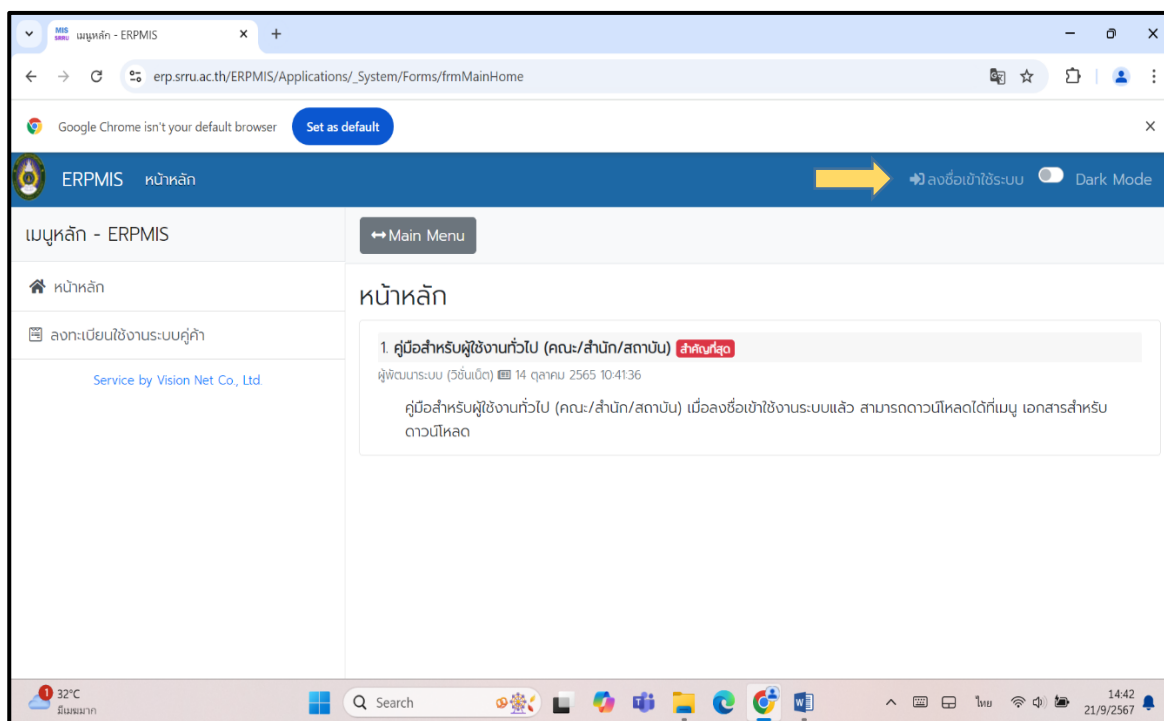 MIS
SRRU
เมนูหลัก - ERPMIS
erp.srru.ac.th/ERPMIS/Applications/_System/Forms/frmMainHome
Google Chrome isn't your default browser
Set as default
ERPMIS หน้าหลัก
ลงชื่อเข้าใช้ระบบ
Dark Mode
เมนูหลัก - ERPMIS
Main Menu
หน้าหลัก
ลงทะเบียนใช้งานระบบคู่ค้า
Service by Vision Net Co., Ltd.
หน้าหลัก
1. คู่มือสำหรับผู้ใช้งานทั่วไป (คณะ/สำนัก/สถาบัน) สำคัญที่สุด
ผู้พัฒนาระบบ (วิชั่นเน็ต) 14 ตุลาคม 2565 10:41:36
คู่มือสำหรับผู้ใช้งานทั่วไป (คณะ/สำนัก/สถาบัน) เมื่อลงชื่อเข้าใช้งานระบบแล้ว สามารถดาวน์โหลดได้ที่เมนู เอกสารสำหรับ
ดาวน์โหลด
1
32°C
มีเมฆมาก
Search
ไทย
14:42
21/9/2567